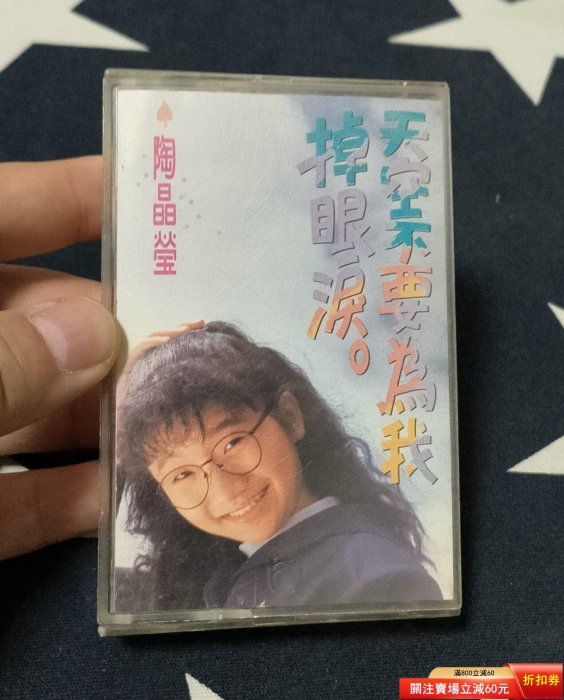 天空不要為我
掉眼淚。
陶晶瑩
滿800立減60
關注賣場立減60元
折扣券